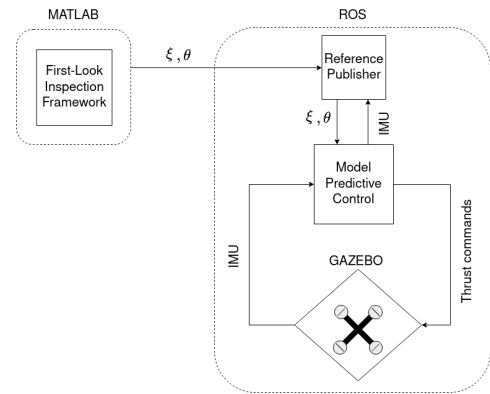 MATLAB
ROS
First-Look
Inspection
Framework
ξ , θ
Reference
Publisher
ξ , θ
IMU
Model
Predictive
Control
IMU
Thrust commands
GAZEBO